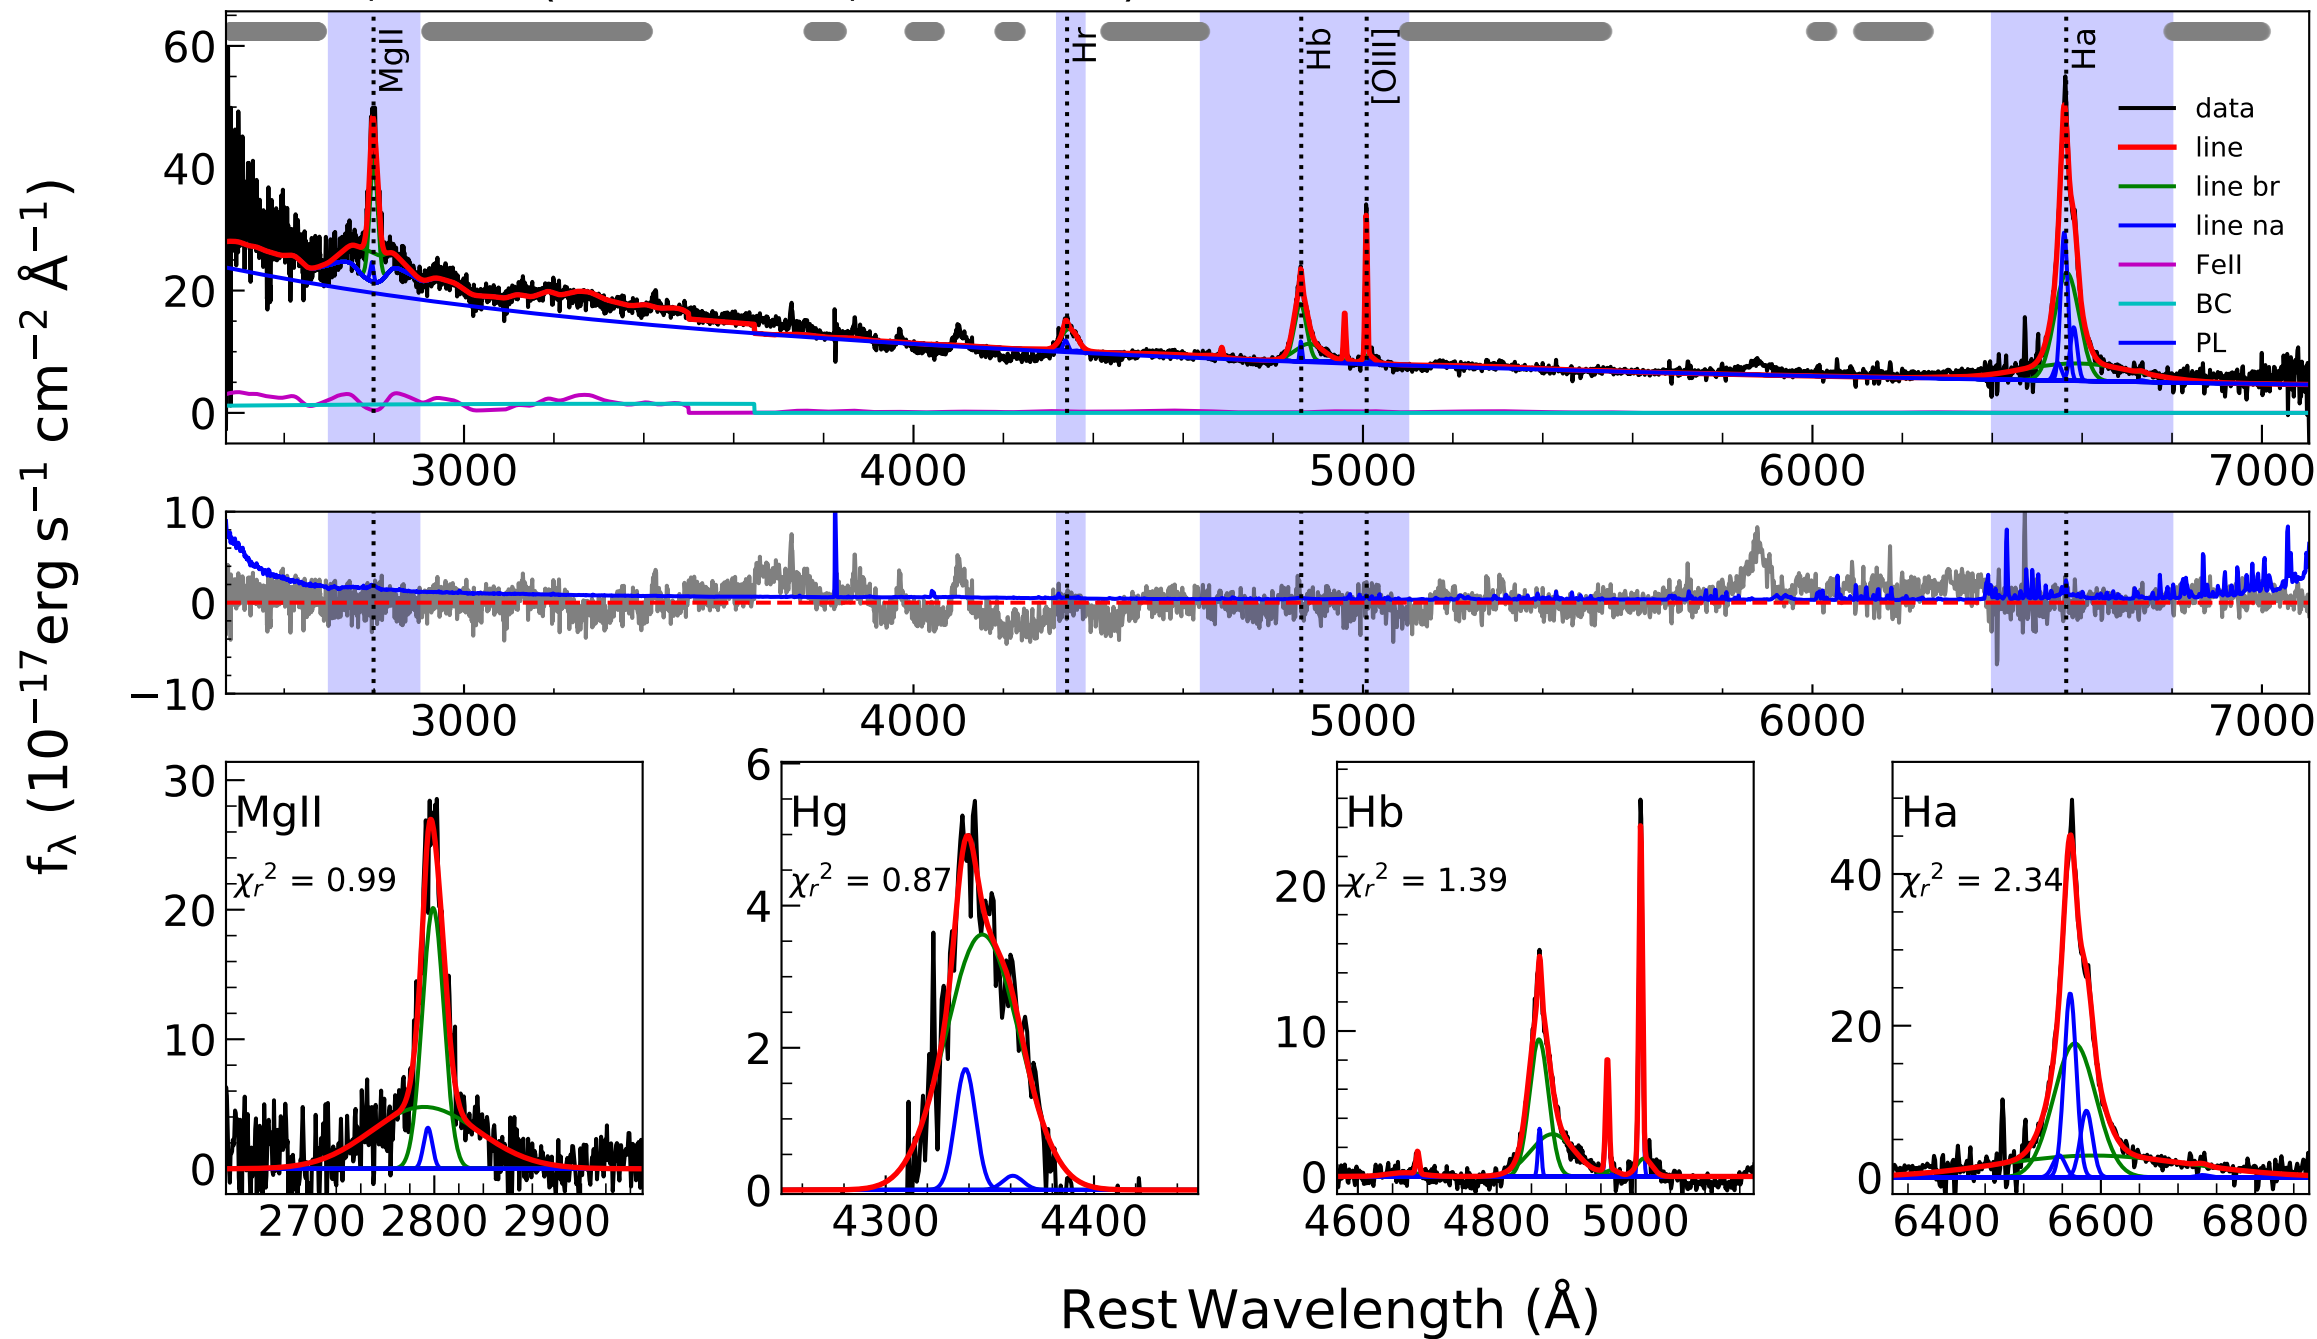 f_λ (10⁻¹⁷erg s⁻¹ cm⁻² Å⁻¹)
60
40
20
0
MgII
Hr
Hb
[OIII]
Ha
data
line
line br
line na
FeII
BC
PL
3000 4000 5000 6000 7000
10
0
−10
3000 4000 5000 6000 7000
30
20
10
0
MgII
χᵣ² = 0.99
2700 2800 2900
6
4
2
0
Hg
χᵣ² = 0.87
4300 4400
20
10
0
Hb
χᵣ² = 1.39
4600 4800 5000
40
20
0
Ha
χᵣ² = 2.34
6400 6600 6800
Rest Wavelength (Å)